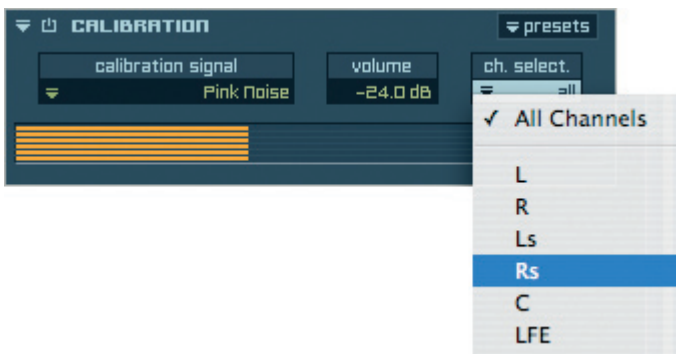 CALIBRATION presets
calibration signal volume ch. select.
Pink Noise -24.0 dB all
✓ All Channels
L
R
Ls
Rs
C
LFE